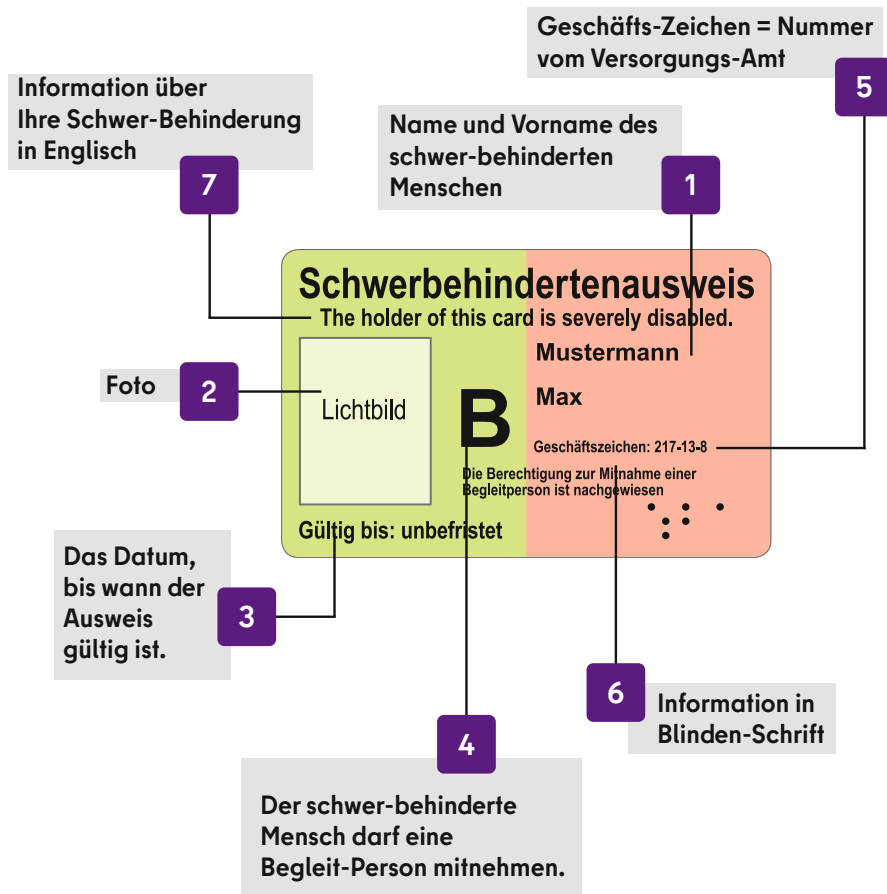 Geschäfts-Zeichen = Nummer
vom Versorgungs-Amt
5
Information über
Ihre Schwer-Behinderung
in Englisch
7
Name und Vorname des
schwer-behinderten
Menschen
1
Schwerbehindertenausweis
The holder of this card is severely disabled.
Mustermann
Foto
2
Lichtbild
B
Max
Geschäftszeichen: 217-13-8
Die Berechtigung zur Mitnahme einer
Begleitperson ist nachgewiesen
Gültig bis: unbefristet
Das Datum,
bis wann der
Ausweis
gültig ist.
3
6
Information in
Blinden-Schrift
4
Der schwer-behinderte
Mensch darf eine
Begleit-Person mitnehmen.